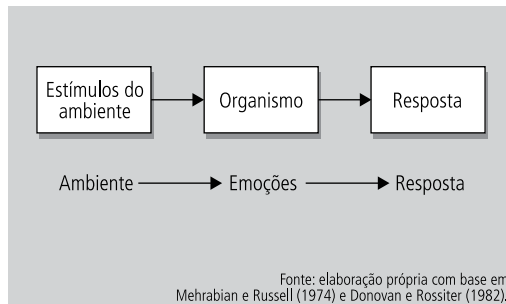 Estímulos do
ambiente
Organismo
Resposta
Ambiente
Emoções
Resposta
Fonte: elaboração própria com base em
Mehrabian e Russell (1974) e Donovan e Rossiter (1982).